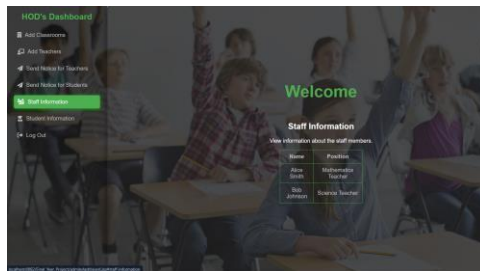 HOD's Dashboard
Add Classrooms
Add Teachers
Send Notice for Teachers
Send Notice for Students
Staff Information
Student Information
Log Out
Welcome
Staff Information
View information about the staff members.
Name Position
Alice Smith Mathematics Teacher
Bob Johnson Science Teacher